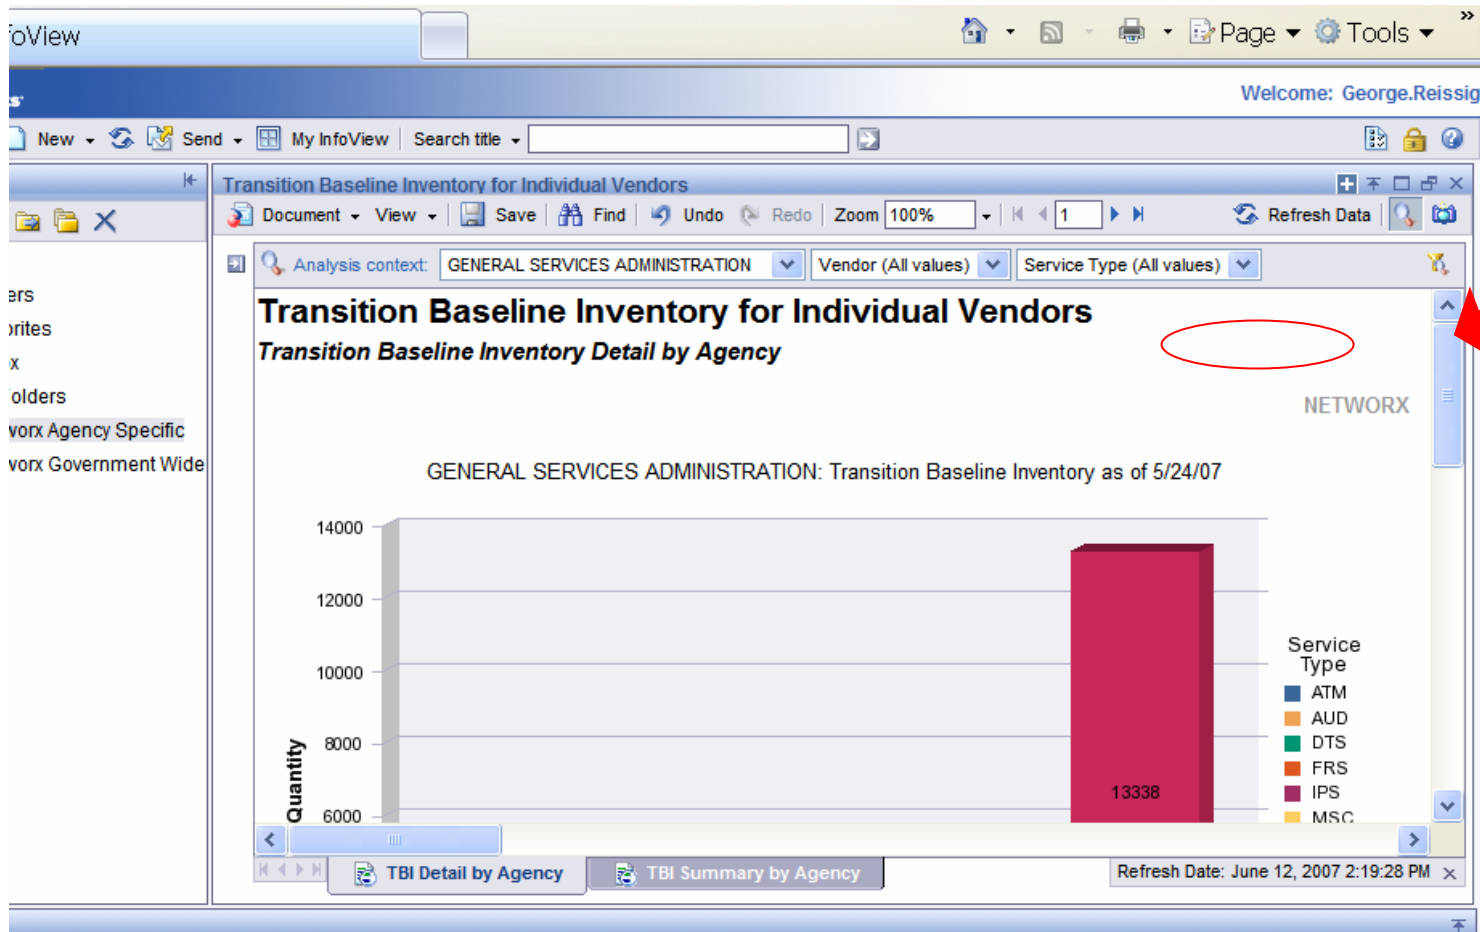 foView
Page Tools »
Welcome: George.Reissig
New Send My InfoView Search title
Transition Baseline Inventory for Individual Vendors
Document View Save Find Undo Redo Zoom 100% 1 Refresh Data
Analysis context: GENERAL SERVICES ADMINISTRATION Vendor (All values) Service Type (All values)
ers
orites
x
olders
vorx Agency Specific
vorx Government Wide
Transition Baseline Inventory for Individual Vendors
Transition Baseline Inventory Detail by Agency
NETWORX
GENERAL SERVICES ADMINISTRATION: Transition Baseline Inventory as of 5/24/07
14000
12000
10000
8000
6000
Quantity
13338
Service
Type
ATM
AUD
DTS
FRS
IPS
MSC
TBI Detail by Agency TBI Summary by Agency Refresh Date: June 12, 2007 2:19:28 PM